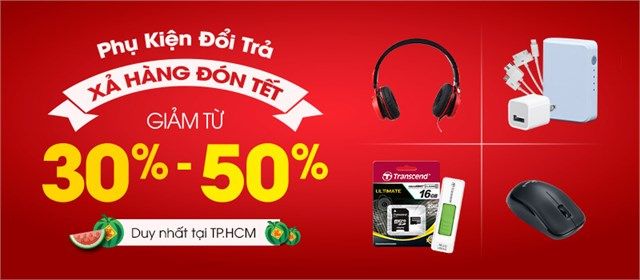 Phụ Kiện Đổi Trả
XẢ HÀNG ĐÓN TẾT
GIẢM TỪ
30% - 50%
Duy nhất tại TP.HCM
Transcend
ULTIMATE
16GB